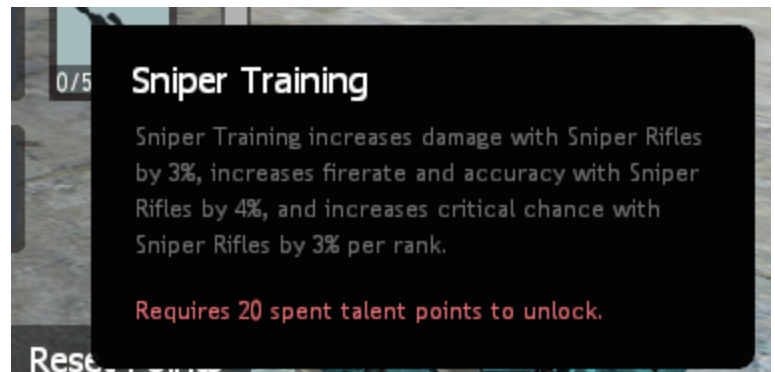 0/5
Sniper Training
Sniper Training increases damage with Sniper Rifles
by 3%, increases firerate and accuracy with Sniper
Rifles by 4%, and increases critical chance with
Sniper Rifles by 3% per rank.
Requires 20 spent talent points to unlock.